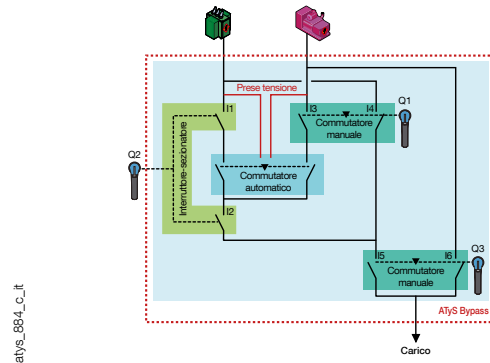 Prese tensione
I1
I3
I4
Q1
Commutatore
manuale
Interruttore-sezionatore
Q2
Commutatore
automatico
I2
I5
I6
Q3
Commutatore
manuale
ATyS Bypass
Carico
atys_884_c_it